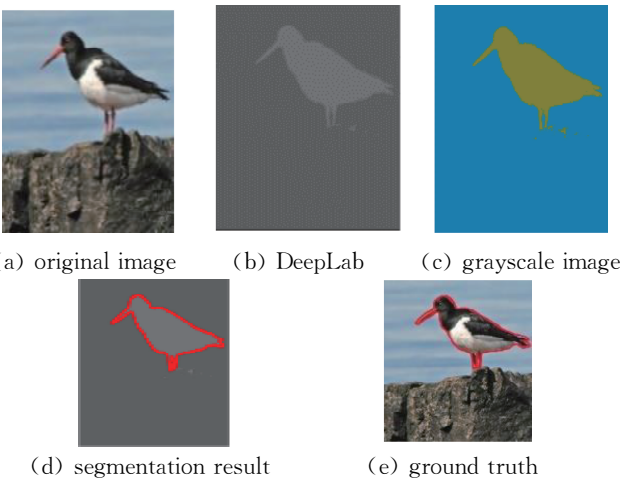 a) original image (b) DeepLab (c) grayscale image
(d) segmentation result (e) ground truth